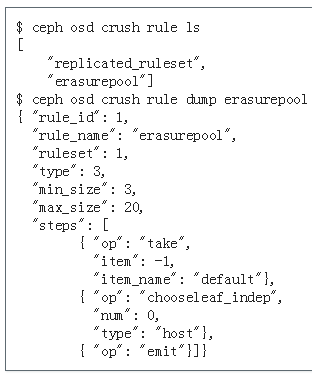 $ ceph osd crush rule ls
[
    "replicated_ruleset",
    "erasurepool"]
$ ceph osd crush rule dump erasurepool
{ "rule_id": 1,
  "rule_name": "erasurepool",
  "ruleset": 1,
  "type": 3,
  "min_size": 3,
  "max_size": 20,
  "steps": [
        { "op": "take",
          "item": -1,
          "item_name": "default"},
        { "op": "chooseleaf_indep",
          "num": 0,
          "type": "host"},
        { "op": "emit"}]}